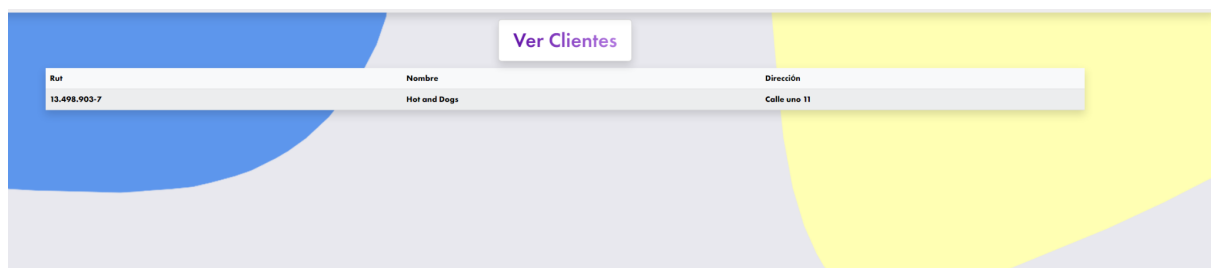 Ver Clientes
Rut Nombre Dirección
13.498.903-7 Hot and Dogs Calle uno 11